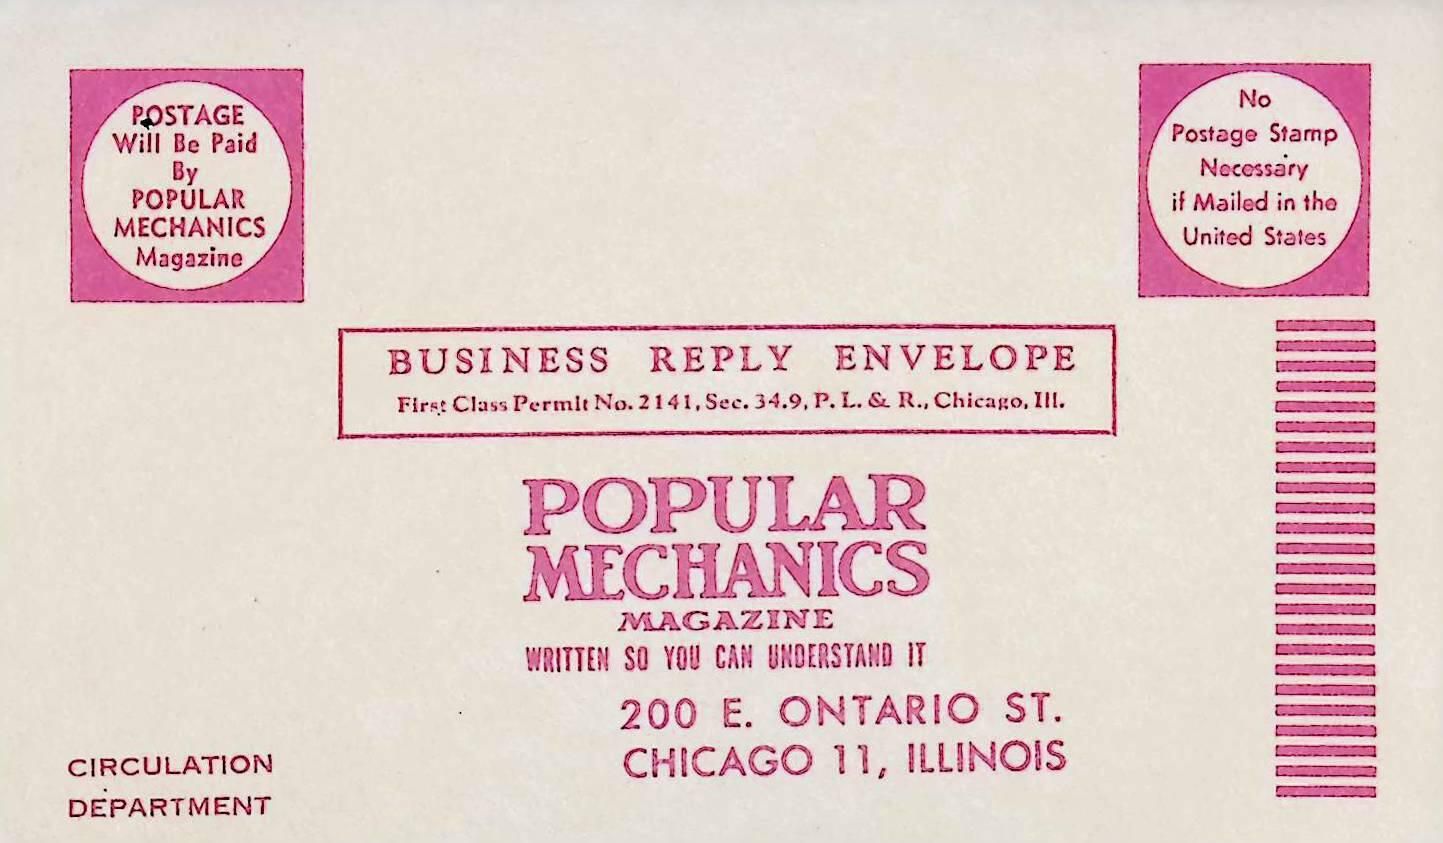 POSTAGE
Will Be Paid
By
POPULAR
MECHANICS
Magazine
No
Postage Stamp
Necessary
if Mailed in the
United States
BUSINESS REPLY ENVELOPE
First Class Permit No. 2141, Sec. 34.9, P. L. & R., Chicago, Ill.
POPULAR
MECHANICS
MAGAZINE
WRITTEN SO YOU CAN UNDERSTAND IT
200 E. ONTARIO ST.
CHICAGO 11, ILLINOIS
CIRCULATION
DEPARTMENT